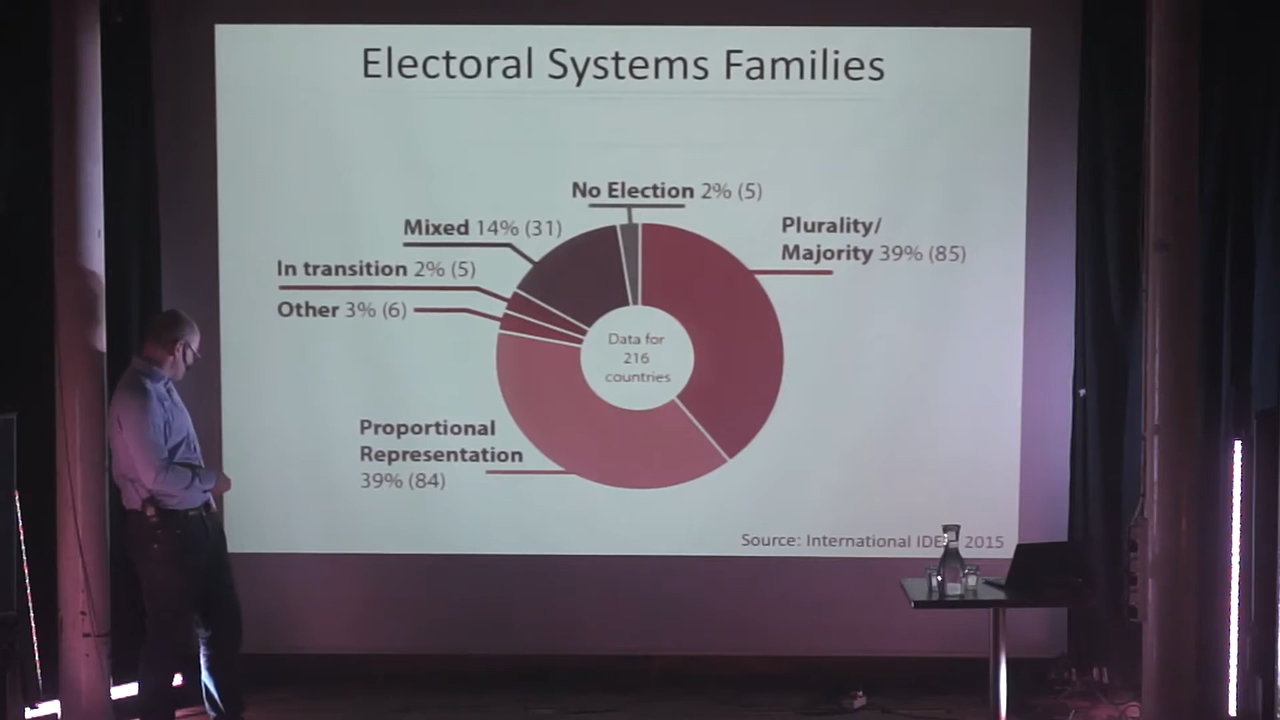 Electoral Systems Families
No Election 2% (5)
Plurality/
Majority 39% (85)
Mixed 14% (31)
In transition 2% (5)
Other 3% (6)
Data for
216
countries
Proportional
Representation
39% (84)
Source: International 2015